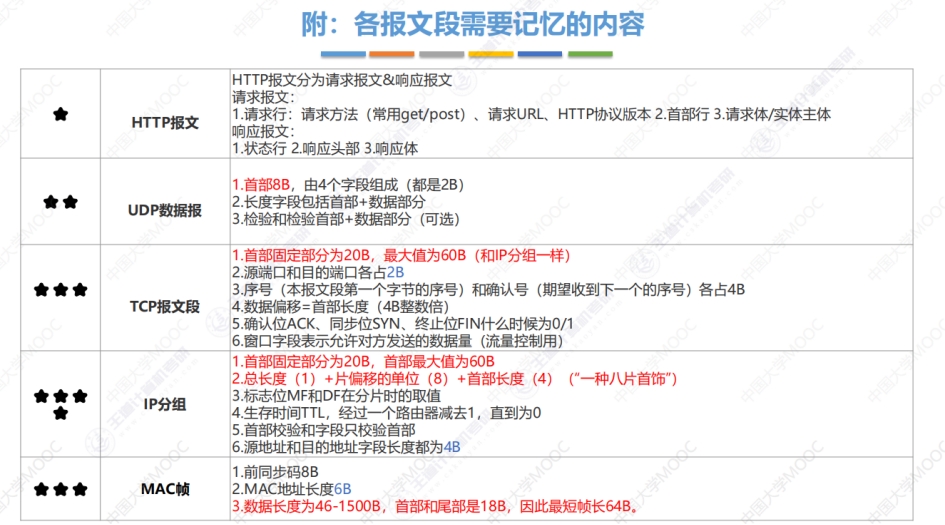 附：各报文段需要记忆的内容
HTTP报文
HTTP报文分为请求报文&响应报文
请求报文：
1.请求行：请求方法（常用get/post）、请求URL、HTTP协议版本 2.首部行 3.请求体/实体主体
响应报文：
1.状态行 2.响应头部 3.响应体
UDP数据报
1.首部8B，由4个字段组成（都是2B）
2.长度字段包括首部+数据部分
3.检验和检验首部+数据部分（可选）
TCP报文段
1.首部固定部分为20B，最大值为60B（和IP分组一样）
2.源端口和目的端口各占2B
3.序号（本报文段第一个字节的序号）和确认号（期望收到下一个的序号）各占4B
4.数据偏移=首部长度（4B整数倍）
5.确认位ACK、同步位SYN、终止位FIN什么时候为0/1
6.窗口字段表示允许对方发送的数据量（流量控制用）
IP分组
1.首部固定部分为20B，首部最大值为60B
2.总长度（1）+片偏移的单位（8）+首部长度（4）（“一种八片首饰”）
3.标志位MF和DF在分片时的取值
4.生存时间TTL，经过一个路由器减去1，直到为0
5.首部校验和字段只校验首部
6.源地址和目的地址字段长度都为4B
MAC帧
1.前同步码8B
2.MAC地址长度6B
3.数据长度为46-1500B，首部和尾部是18B，因此最短帧长64B。
中国大学MOOC
王道计算机考研